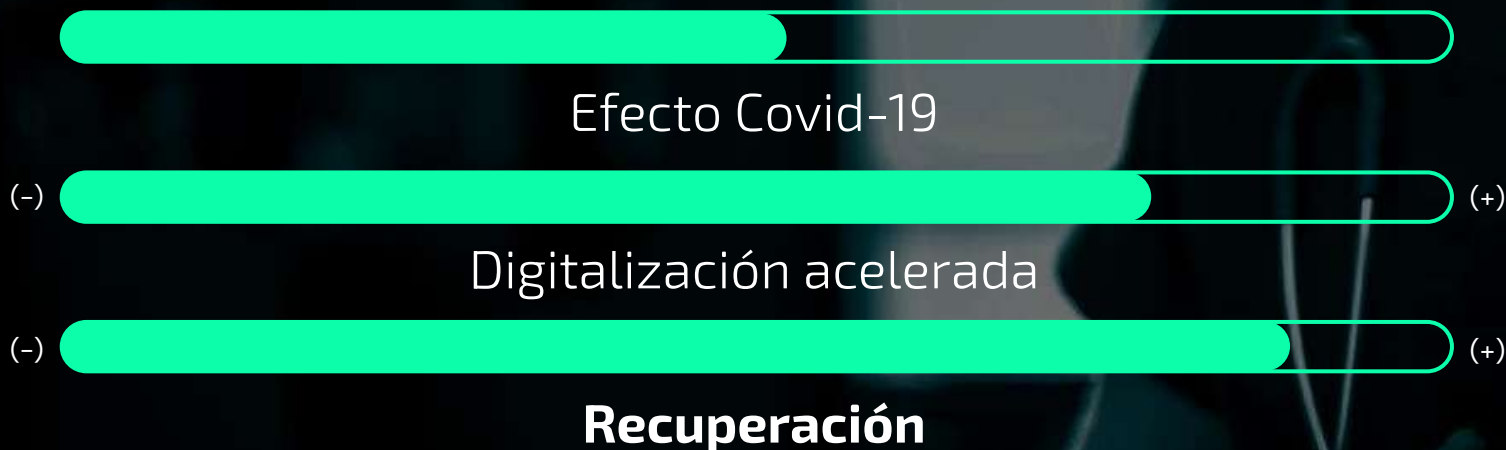 Efecto Covid-19
(-) (+)
Digitalización acelerada
(-) (+)
Recuperación